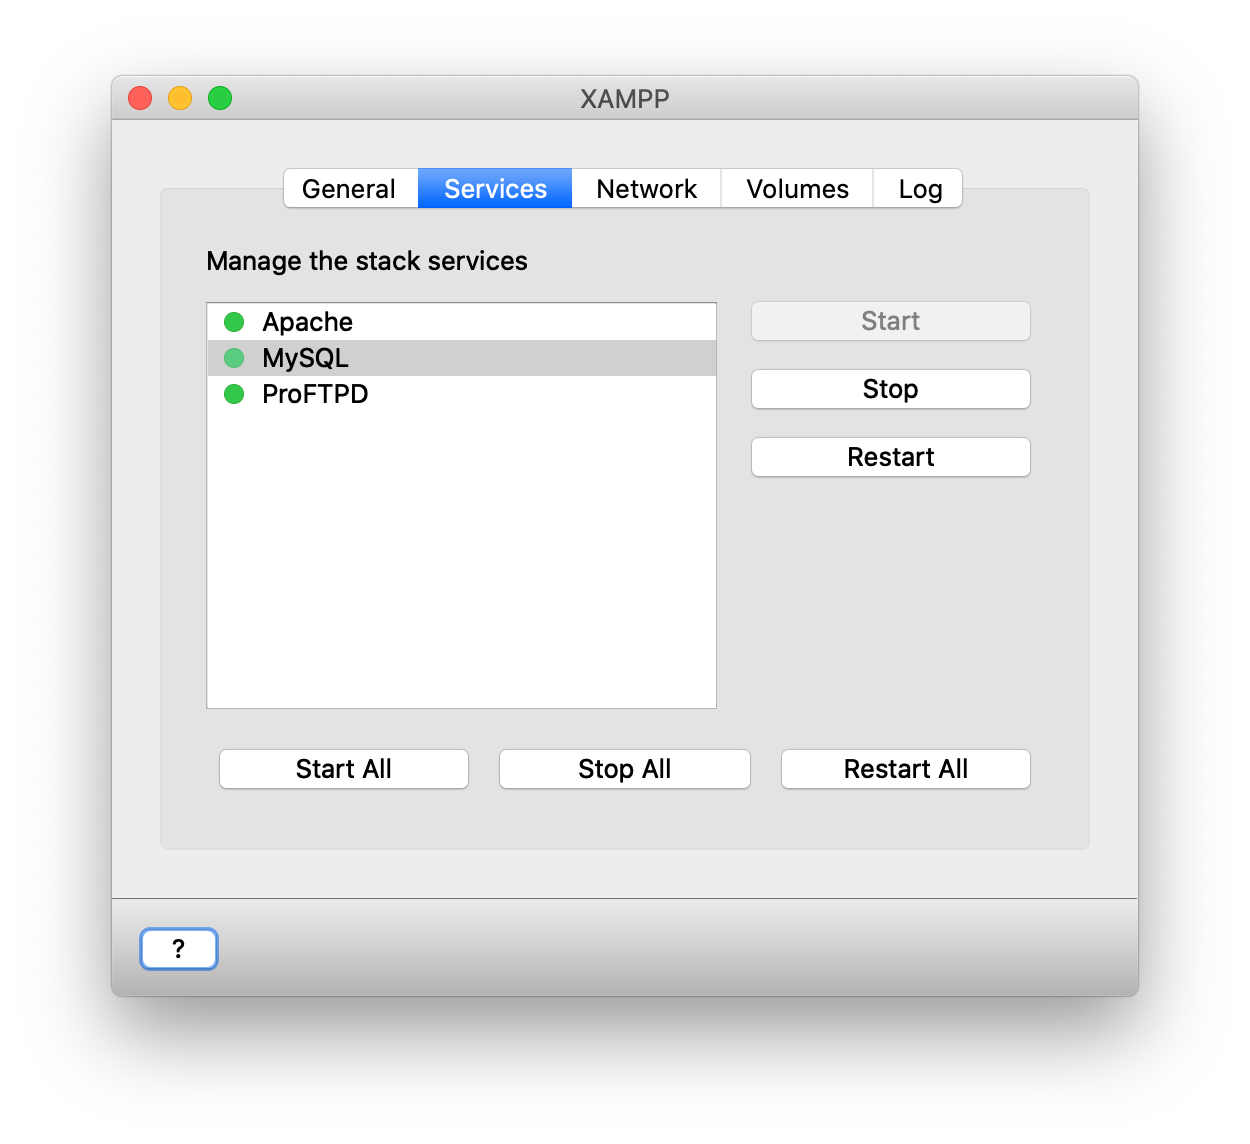 XAMPP
General Services Network Volumes Log
Manage the stack services
Apache
MySQL
ProFTPD
Start
Stop
Restart
Start All Stop All Restart All
?